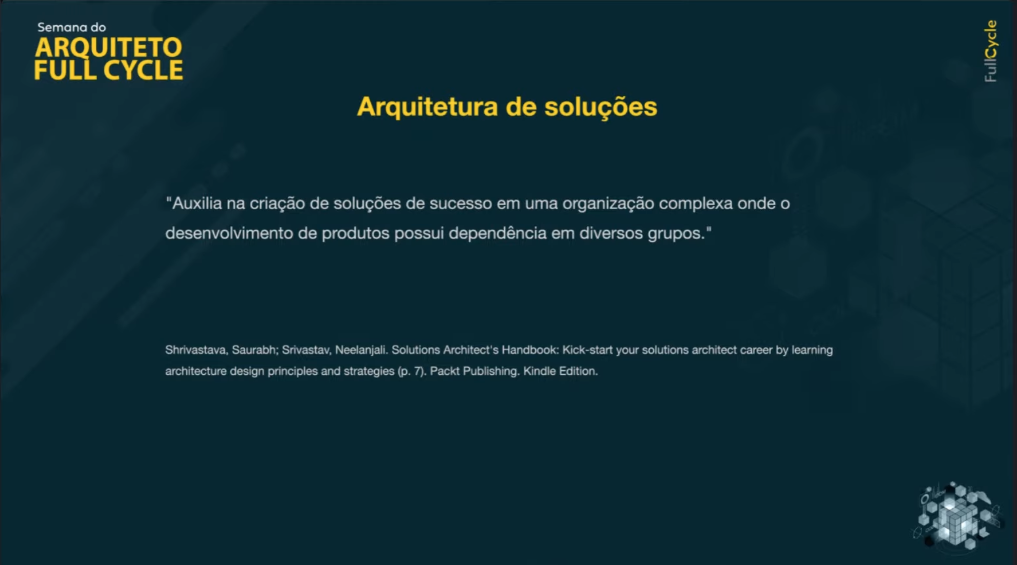 Semana do
ARQUITETO
FULL CYCLE
FullCycle
Arquitetura de soluções
"Auxilia na criação de soluções de sucesso em uma organização complexa onde o
desenvolvimento de produtos possui dependência em diversos grupos."
Shrivastava, Saurabh; Srivastav, Neelanjali. Solutions Architect's Handbook: Kick-start your solutions architect career by learning
architecture design principles and strategies (p. 7). Packt Publishing. Kindle Edition.